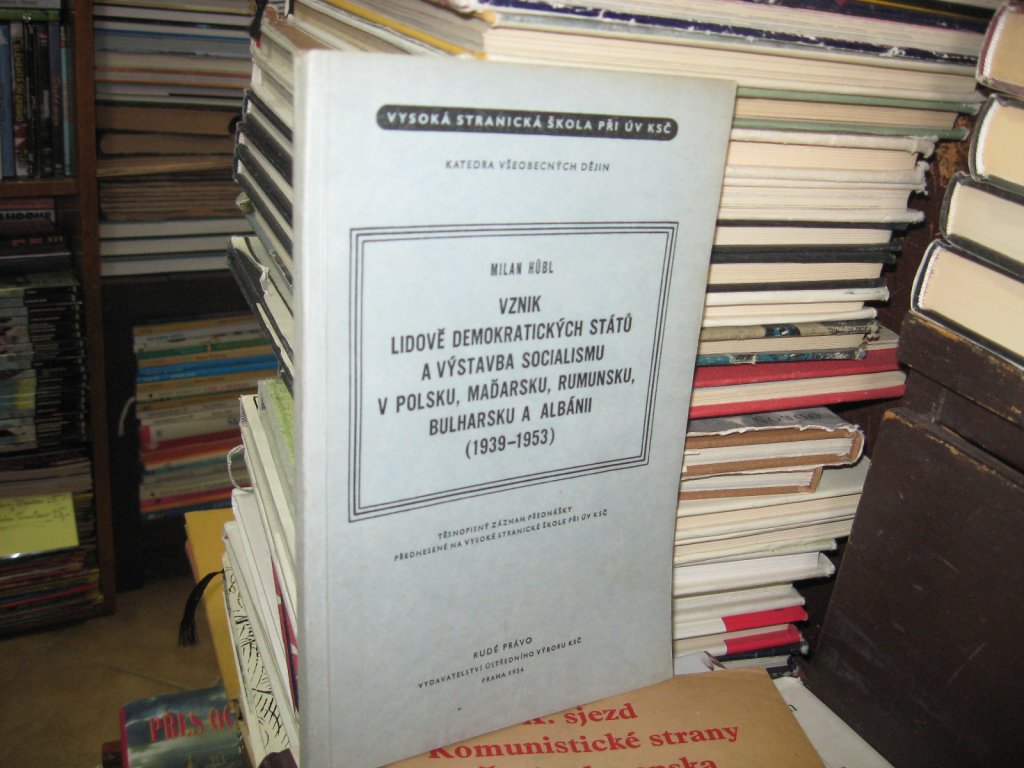 VYSOKÁ STRANICKÁ ŠKOLA PŘI ÚV KSČ
KATEDRA VŠEOBECNÝCH DĚJIN
MILAN HŮBL
VZNIK
LIDOVĚ DEMOKRATICKÝCH STÁTŮ
A VÝSTAVBA SOCIALISMU
V POLSKU, MAĎARSKU, RUMUNSKU,
BULHARSKU A ALBÁNII
(1939-1953)
TĚSNOPISNÝ ZÁZNAM PŘEDNÁŠKY
PŘEDNESENÉ NA VYSOKÉ STRANICKÉ ŠKOLE PŘI ÚV KSČ
RUDÉ PRÁVO
VYDAVATELSTVÍ ÚSTŘEDNÍHO VÝBORU KSČ
PRAHA 1954
sjezd
Komunistické strany
PŘES